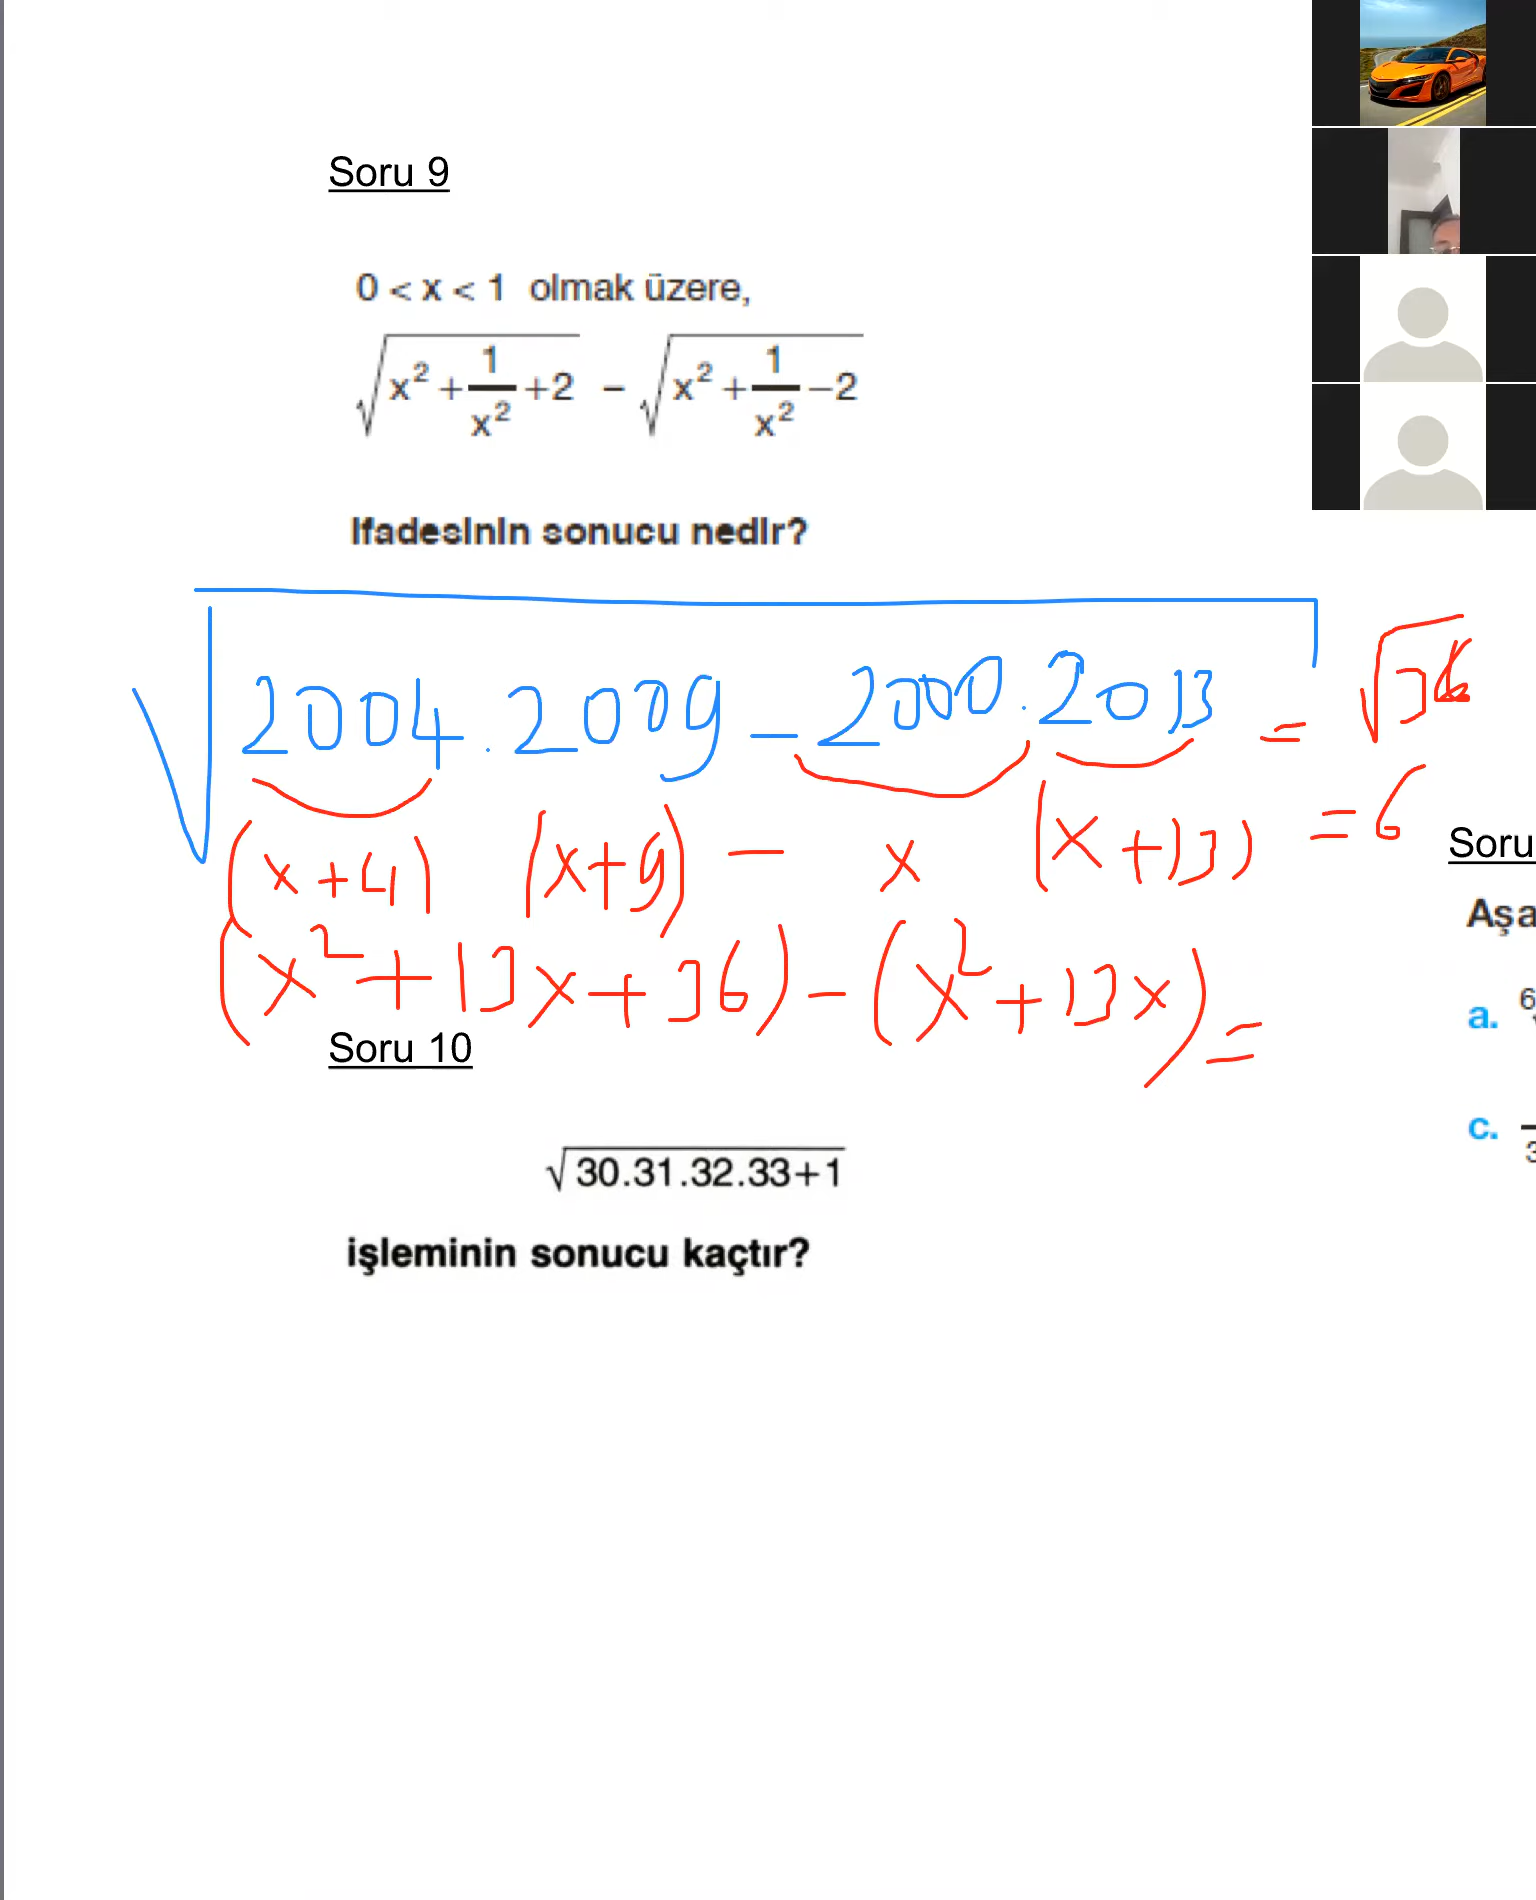 Soru 9
0 < x < 1 olmak üzere,
√(x² + 1/x² + 2) − √(x² + 1/x² − 2)
ifadesinin sonucu nedir?
√(2004.2009 − 2000.2013) = √36
(x+4) (x+9) − x (x+13) = 6
(x²+13x+36) − (x²+13x) =
Soru 10
√(30.31.32.33+1)
işleminin sonucu kaçtır?
Soru
Aşa
a. 6
c. 3